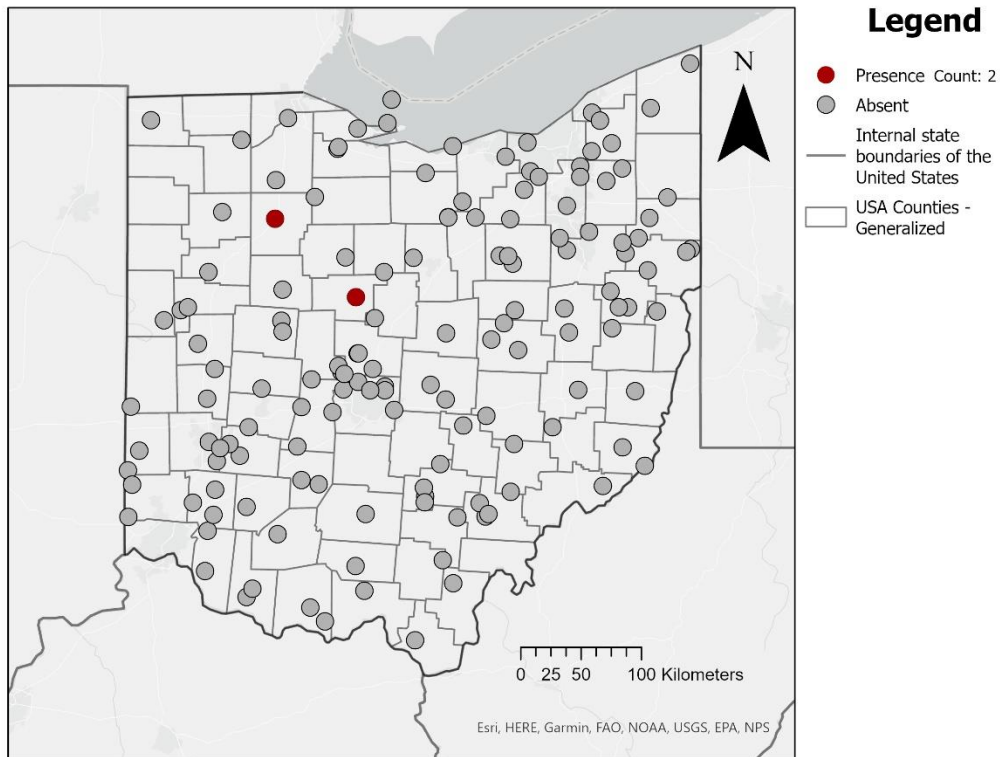 Legend
N
Presence Count: 2
Absent
Internal state
boundaries of the
United States
USA Counties -
Generalized
0 25 50 100 Kilometers
Esri, HERE, Garmin, FAO, NOAA, USGS, EPA, NPS